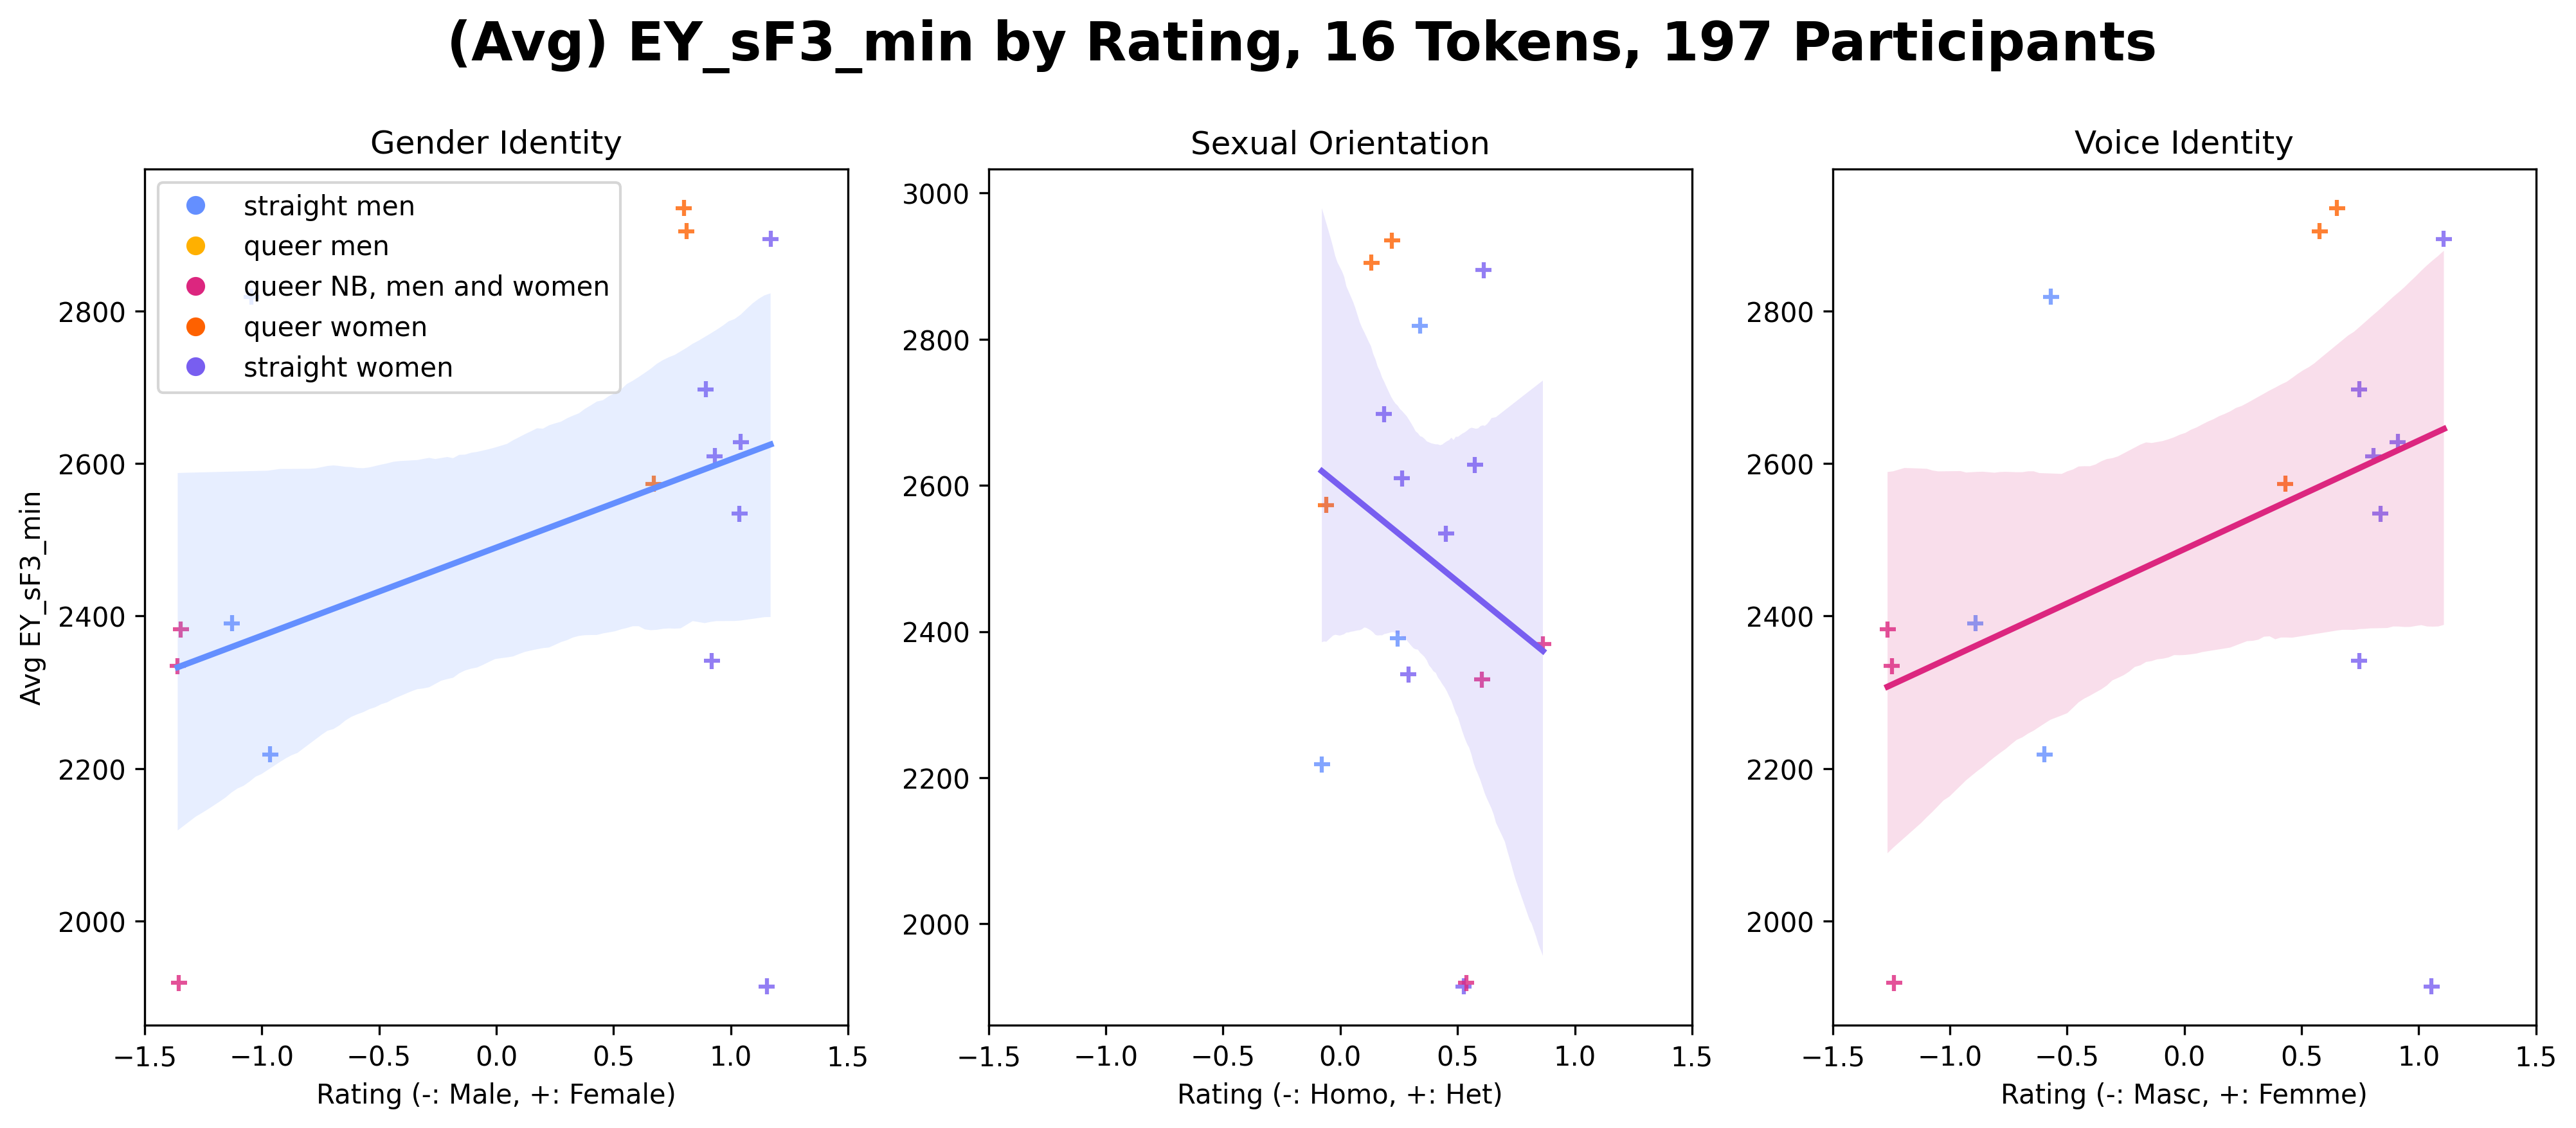 (Avg) EY_sF3_min by Rating, 16 Tokens, 197 Participants
Gender Identity
straight men
queer men
queer NB, men and women
queer women
straight women
Avg EY_sF3_min
2800
2600
2400
2200
2000
−1.5 −1.0 −0.5 0.0 0.5 1.0 1.5
Rating (-: Male, +: Female)
Sexual Orientation
3000
2800
2600
2400
2200
2000
−1.5 −1.0 −0.5 0.0 0.5 1.0 1.5
Rating (-: Homo, +: Het)
Voice Identity
2800
2600
2400
2200
2000
−1.5 −1.0 −0.5 0.0 0.5 1.0 1.5
Rating (-: Masc, +: Femme)